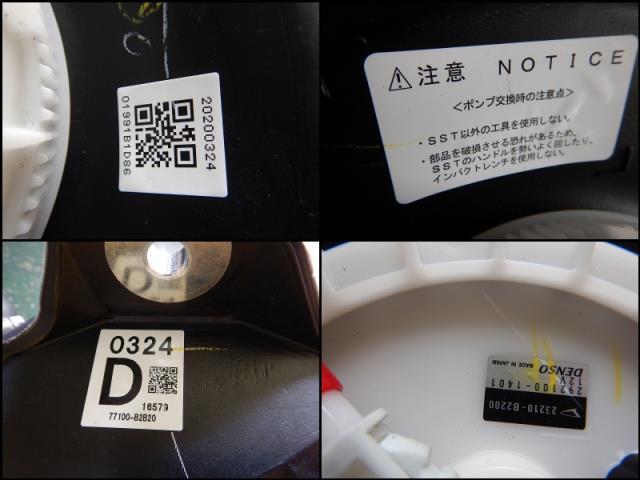 20200324
01991B1D86
注意 NOTICE
<ポンプ交換時の注意点>
・SST以外の工具を使用しない。
・部品を破損させる恐れがあるため、
SSTのハンドルを勢いよく回したり、
インパクトレンチを使用しない。
0324
D
16579
77100-B2B20
DENSO MADE IN JAPAN
12V
292100-1401
23210-B2200